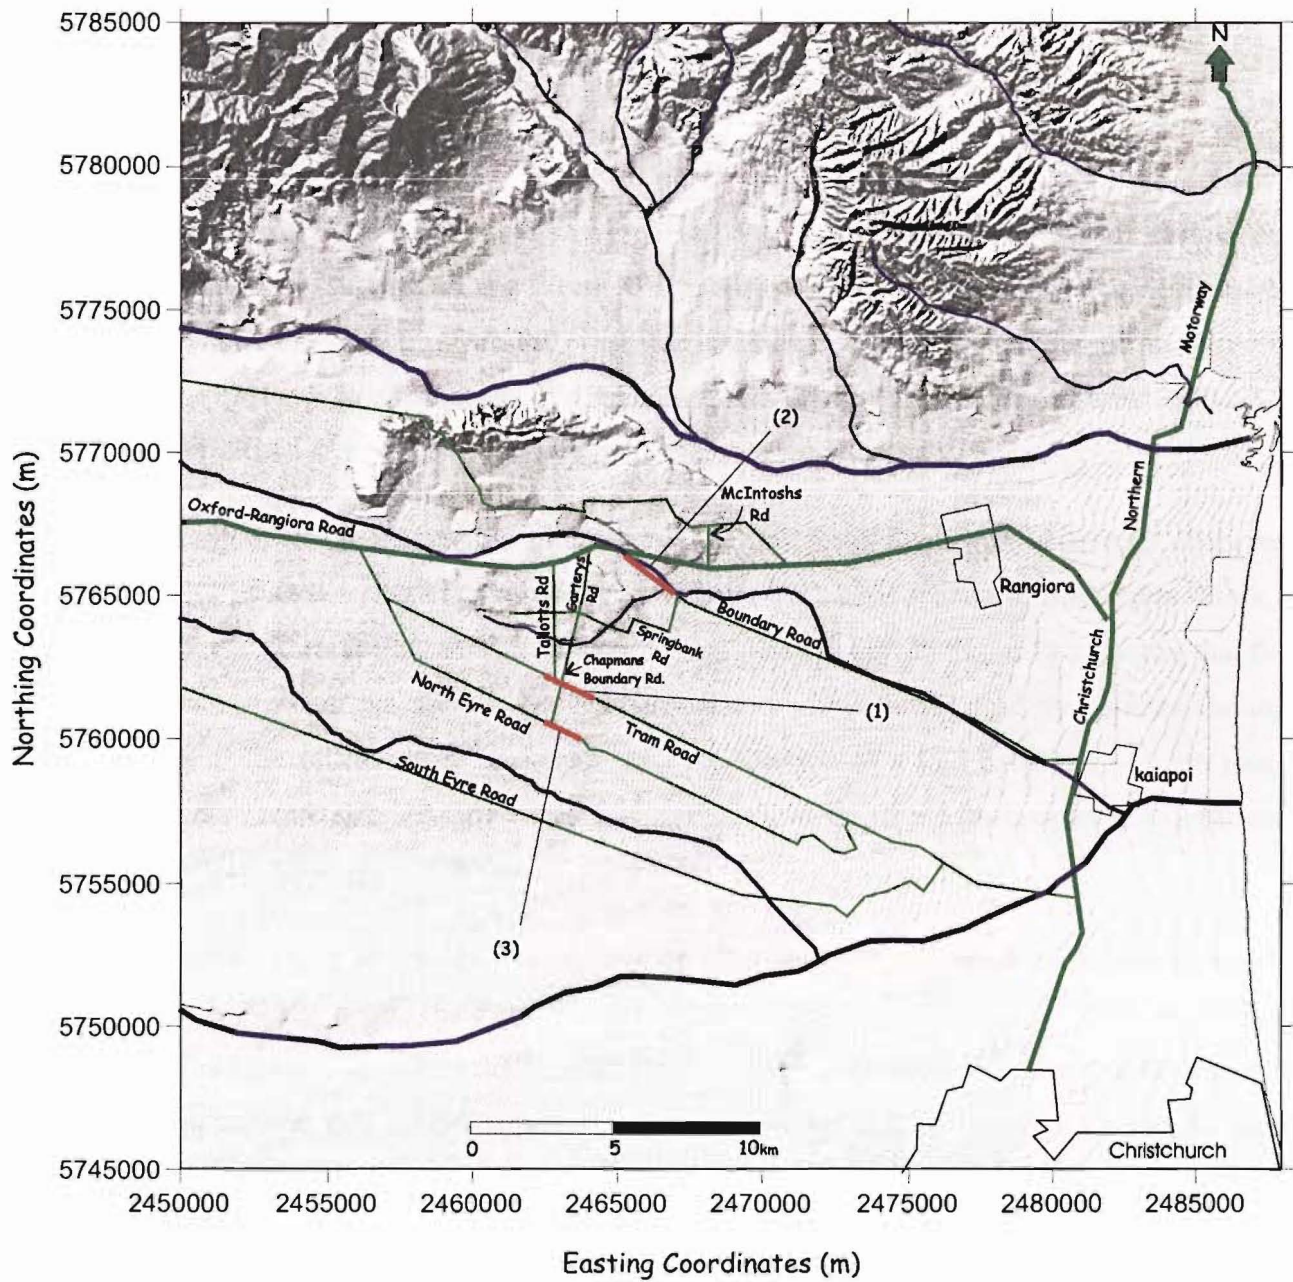 5785000
N
5780000
5775000
Motorway
5770000
(2)
McIntoshs
Rd
Northern
Oxford-Rangiora Road
Rangiora
5765000
Tallotts Rd
Garterys
Rd
Boundary Road
Springbank
Rd
Chapmans
Boundary Rd.
Christchurch
North Eyre Road
(1)
Tram Road
5760000
South Eyre Road
kaiapoi
5755000
(3)
5750000
0
5
10km
Christchurch
5745000
2450000
2455000
2460000
2465000
2470000
2475000
2480000
2485000
Northing Coordinates (m)
Easting Coordinates (m)